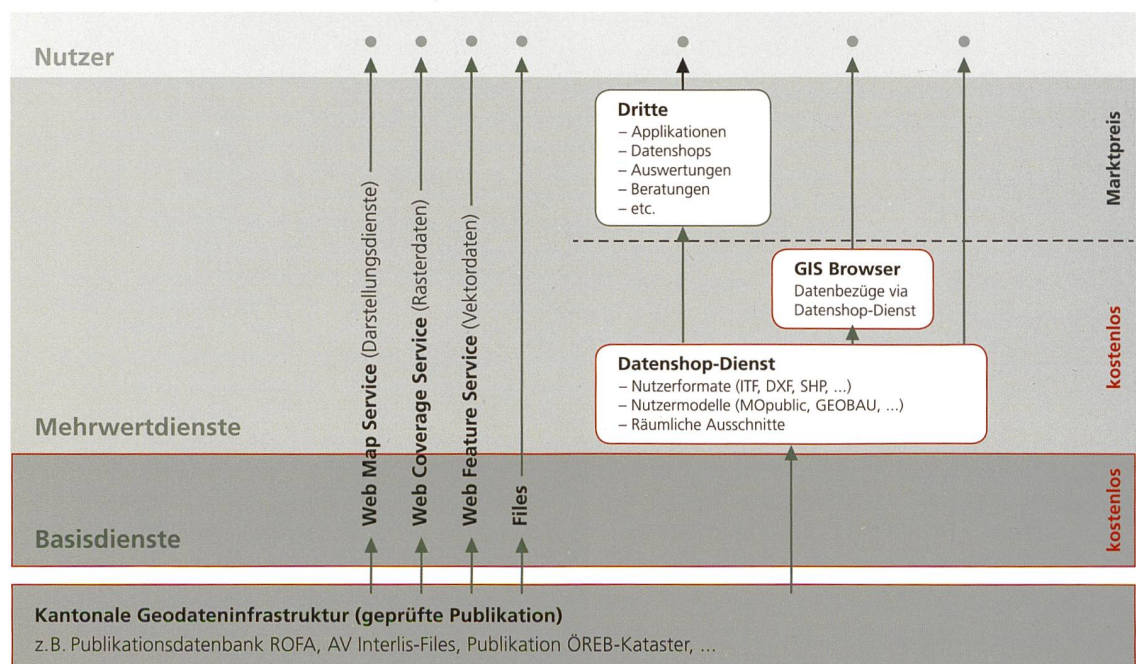 Nutzer
Dritte
– Applikationen
– Datenshops
– Auswertungen
– Beratungen
– etc.
Marktpreis
GIS Browser
Datenbezüge via
Datenshop-Dienst
Datenshop-Dienst
– Nutzerformate (ITF, DXF, SHP, ...)
– Nutzermodelle (MOpublic, GEOBAU, ...)
– Räumliche Ausschnitte
kostenlos
Mehrwertdienste
Web Map Service (Darstellungsdienste)
Web Coverage Service (Rasterdaten)
Web Feature Service (Vektordaten)
Files
Basisdienste
kostenlos
Kantonale Geodateninfrastruktur (geprüfte Publikation)
z.B. Publikationsdatenbank ROFA, AV Interlis-Files, Publikation ÖREB-Kataster, ...